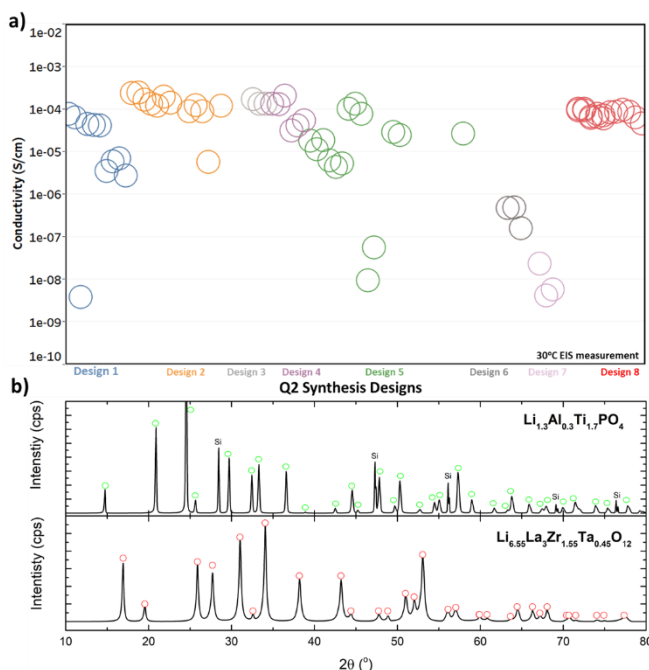 a)
1e-02
1e-03
1e-04
1e-05
1e-06
1e-07
1e-08
1e-09
1e-10
Conductivity (S/cm)
30ºC EIS measurement
Design 1 Design 2 Design 3 Design 4 Design 5 Design 6 Design 7 Design 8
Q2 Synthesis Designs
b)
Intenstiy (cps)
Li1.3Al0.3Ti1.7PO4
Si Si Si Si Si
Intenstiy (cps)
Li6.55La3Zr1.55Ta0.45O12
10 20 30 40 50 60 70 80
2θ (°)